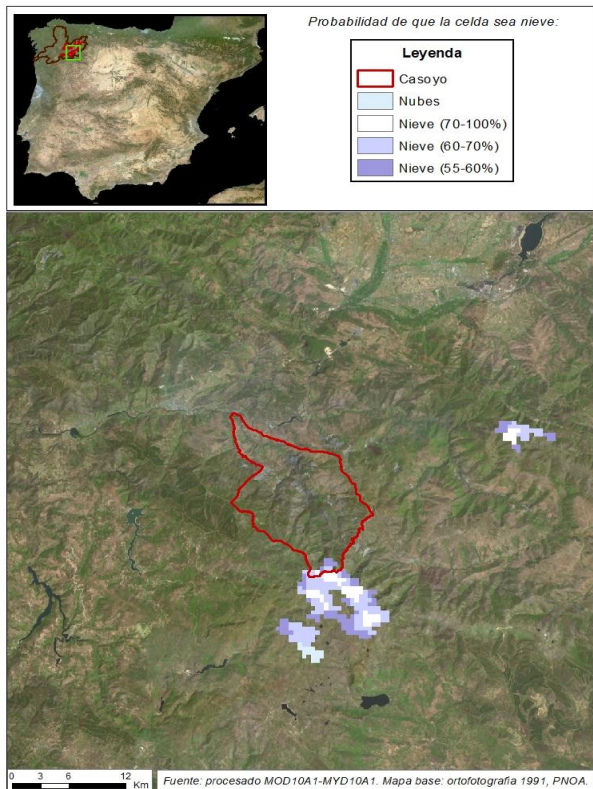 Probabilidad de que la celda sea nieve:
Leyenda
Casoyo
Nubes
Nieve (70-100%)
Nieve (60-70%)
Nieve (55-60%)
0 3 6 12
Km
Fuente: procesado MOD10A1-MYD10A1. Mapa base: ortofotografia 1991, PNOA.